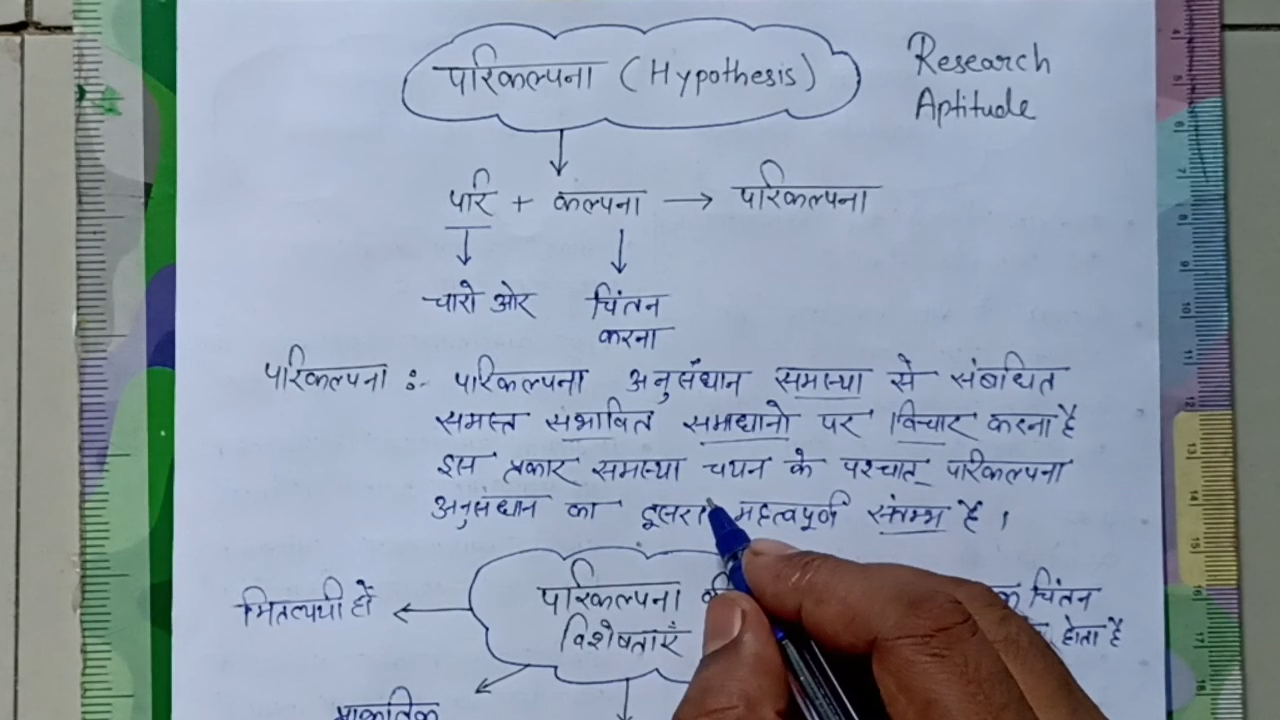 परिकल्पना (Hypothesis)
Research
Aptitude
परि + कल्पना → परिकल्पना
चारो ओर
चिंतन
करना
परिकल्पना :- परिकल्पना अनुसंधान समस्या से संबधित
समस्त संभावित समाधानो पर विचार करना है
इस प्रकार समस्या चयन के पश्चात् परिकल्पना
अनुसंधान का दूसरा महत्वपूर्ण स्तंम्भ है ।
परिकल्पना
विशेषताएँ
मितव्ययी हों
चिंतन
होता है